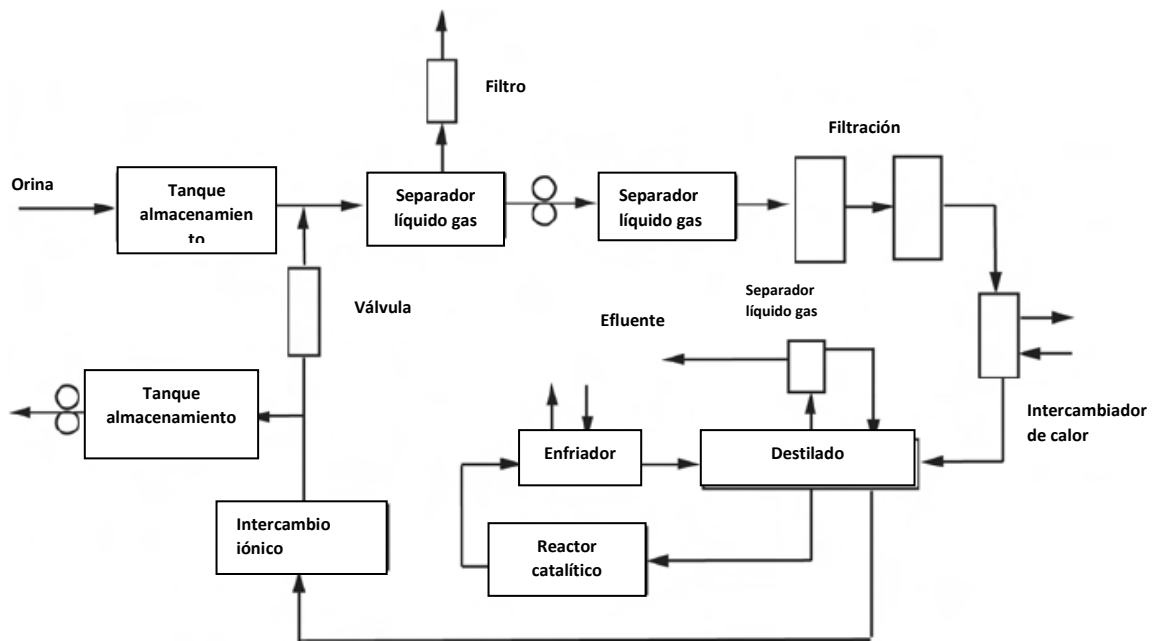 Filtro
Filtración
Orina
Tanque
almacenamien
to
Separador
líquido gas
Separador
líquido gas
Separador
líquido gas
Efluente
Válvula
Tanque
almacenamiento
Intercambiador
de calor
Enfriador
Destilado
Intercambio
iónico
Reactor
catalítico